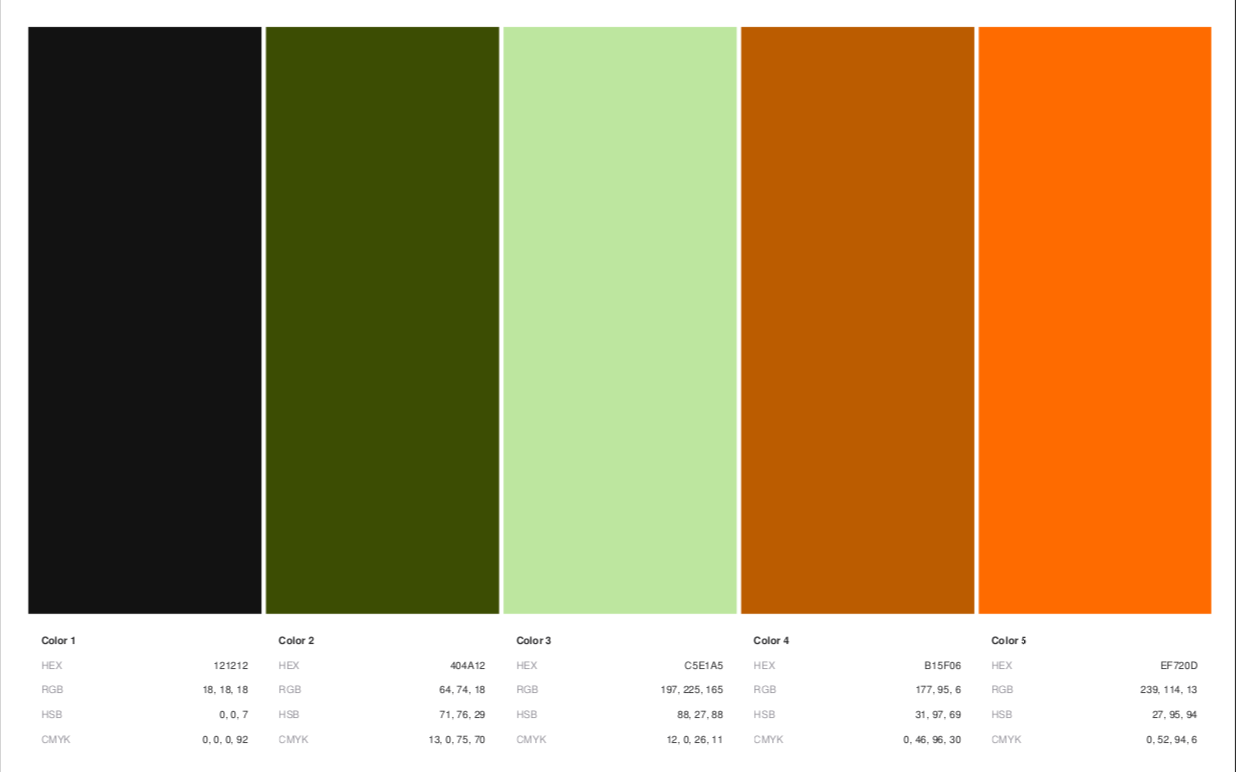 Color 1 Color 2 Color 3 Color 4 Color 5
HEX 121212 HEX 404A12 HEX C5E1A5 HEX B15F06 HEX EF720D
RGB 18, 18, 18 RGB 64, 74, 18 RGB 197, 225, 165 RGB 177, 95, 6 RGB 239, 114, 13
HSB 0, 0, 7 HSB 71, 76, 29 HSB 88, 27, 88 HSB 31, 97, 69 HSB 27, 95, 94
CMYK 0, 0, 0, 92 CMYK 13, 0, 75, 70 CMYK 12, 0, 26, 11 CMYK 0, 46, 96, 30 CMYK 0, 52, 94, 6